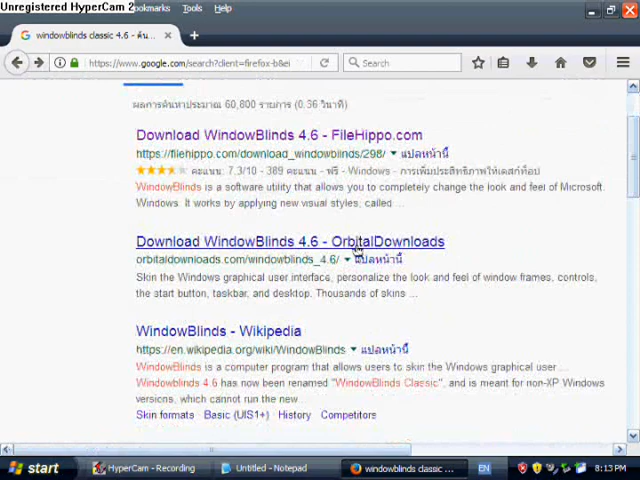 Unregistered HyperCam 2
okmarks Tools Help
windowblinds classic 4.6 - ค้น...
https://www.google.com/search?client=firefox-b&ei
Search
ผลการค้นหาประมาณ 60,800 รายการ (0.36 วินาที)
Download WindowBlinds 4.6 - FileHippo.com
https://filehippo.com/download_windowblinds/298/ แปลหน้านี้
คะแนน: 7.3/10 - 389 คะแนน - ฟรี - Windows - การเพิ่มประสิทธิภาพให้เดสก์ท็อป
WindowBlinds is a software utility that allows you to completely change the look and feel of Microsoft.
Windows. It works by applying new visual styles, called ...
Download WindowBlinds 4.6 - OrbitalDownloads
orbitaldownloads.com/windowblinds_4.6/ แปลหน้านี้
Skin the Windows graphical user interface, personalize the look and feel of window frames, controls,
the start button, taskbar, and desktop. Thousands of skins ...
WindowBlinds - Wikipedia
https://en.wikipedia.org/wiki/WindowBlinds แปลหน้านี้
WindowBlinds is a computer program that allows users to skin the Windows graphical user ...
Windowblinds 4.6 has now been renamed "WindowBlinds Classic", and is meant for non-XP Windows
versions, which cannot run the new ...
Skin formats Basic (UIS1+) History Competitors
start
HyperCam - Recording
Untitled - Notepad
windowblinds classic ...
EN
8:13 PM